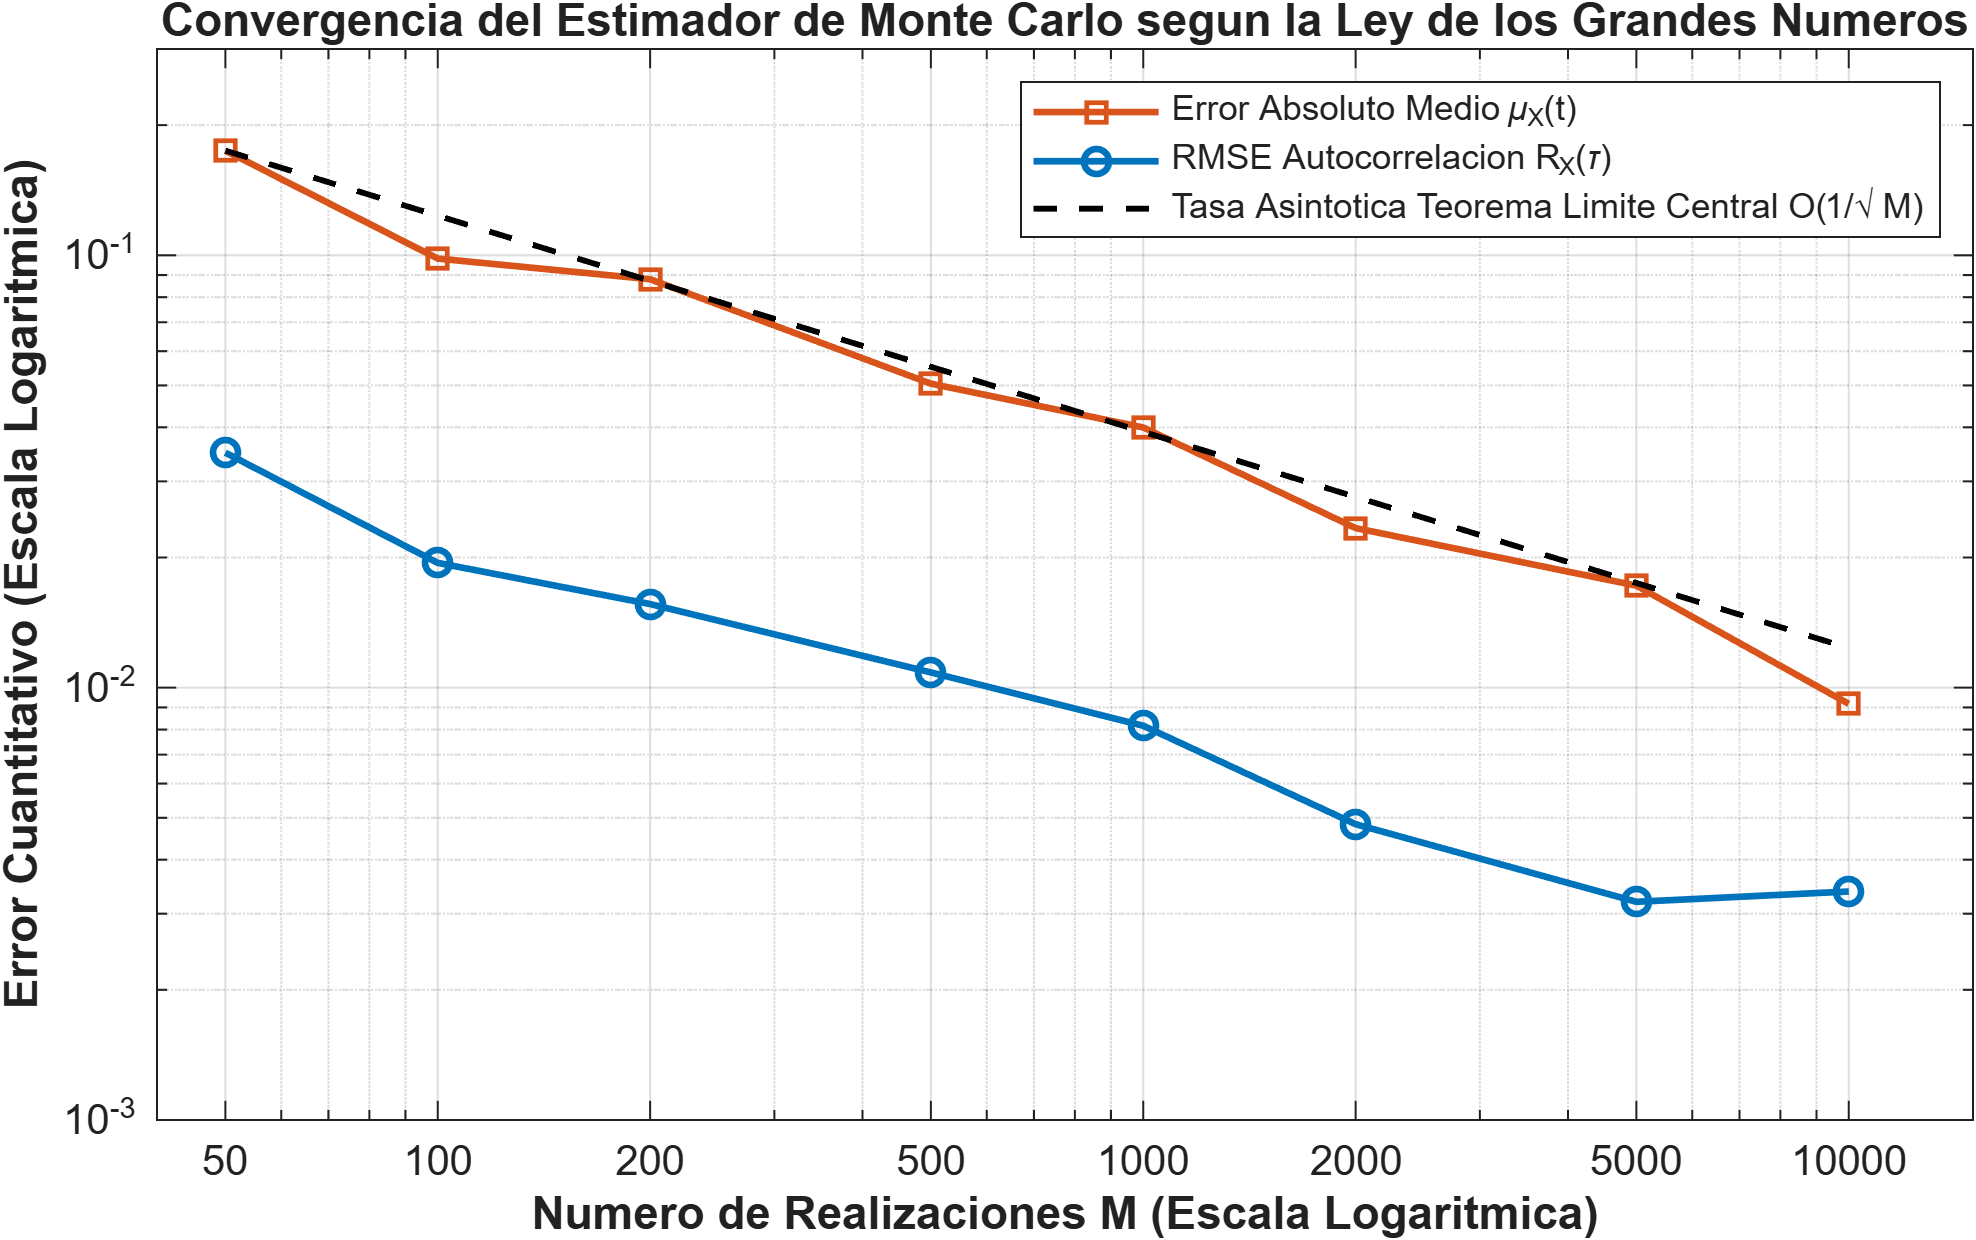 Convergencia del Estimador de Monte Carlo segun la Ley de los Grandes Numeros
Error Absoluto Medio μX(t)
RMSE Autocorrelacion RX(τ)
Tasa Asintotica Teorema Limite Central O(1/√ M)
Error Cuantitativo (Escala Logaritmica)
10-1
10-2
10-3
50 100 200 500 1000 2000 5000 10000
Numero de Realizaciones M (Escala Logaritmica)